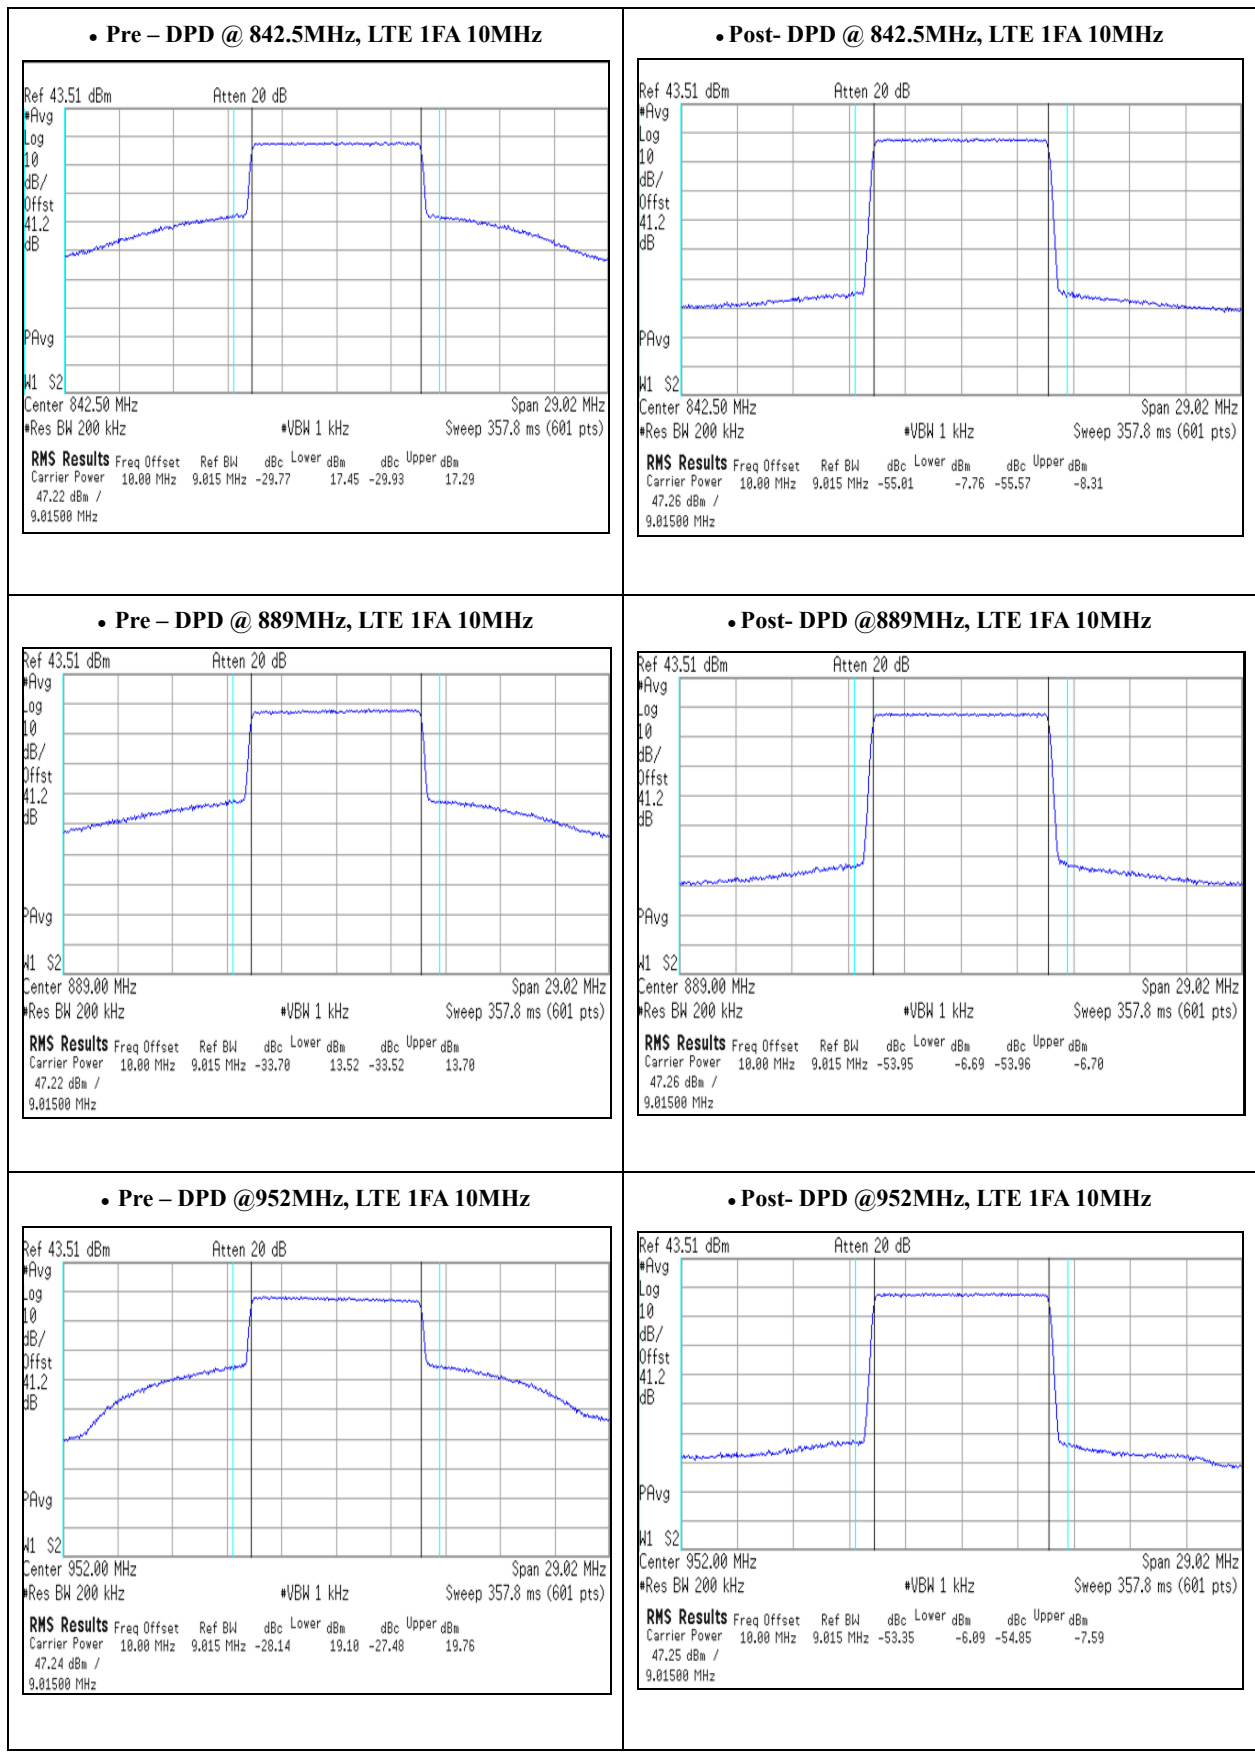 • Pre – DPD @ 842.5MHz, LTE 1FA 10MHz
Ref 43.51 dBm Atten 20 dB
#Avg
Log
10
dB/
Offst
41.2
dB
PAvg
W1 S2
Center 842.50 MHz Span 29.02 MHz
#Res BW 200 kHz #VBW 1 kHz Sweep 357.8 ms (601 pts)
RMS Results Freq Offset Ref BW dBc Lower dBm dBc Upper dBm
Carrier Power 10.00 MHz 9.015 MHz -29.77 17.45 -29.93 17.29
47.22 dBm /
9.01500 MHz
• Post- DPD @ 842.5MHz, LTE 1FA 10MHz
Ref 43.51 dBm Atten 20 dB
#Avg
Log
10
dB/
Offst
41.2
dB
PAvg
W1 S2
Center 842.50 MHz Span 29.02 MHz
#Res BW 200 kHz #VBW 1 kHz Sweep 357.8 ms (601 pts)
RMS Results Freq Offset Ref BW dBc Lower dBm dBc Upper dBm
Carrier Power 10.00 MHz 9.015 MHz -55.01 -7.76 -55.57 -8.31
47.26 dBm /
9.01500 MHz
• Pre – DPD @ 889MHz, LTE 1FA 10MHz
Ref 43.51 dBm Atten 20 dB
#Avg
Log
10
dB/
Offst
41.2
dB
PAvg
W1 S2
Center 889.00 MHz Span 29.02 MHz
#Res BW 200 kHz #VBW 1 kHz Sweep 357.8 ms (601 pts)
RMS Results Freq Offset Ref BW dBc Lower dBm dBc Upper dBm
Carrier Power 10.00 MHz 9.015 MHz -33.70 13.52 -33.52 13.70
47.22 dBm /
9.01500 MHz
• Post- DPD @889MHz, LTE 1FA 10MHz
Ref 43.51 dBm Atten 20 dB
#Avg
Log
10
dB/
Offst
41.2
dB
PAvg
W1 S2
Center 889.00 MHz Span 29.02 MHz
#Res BW 200 kHz #VBW 1 kHz Sweep 357.8 ms (601 pts)
RMS Results Freq Offset Ref BW dBc Lower dBm dBc Upper dBm
Carrier Power 10.00 MHz 9.015 MHz -53.95 -6.69 -53.96 -6.70
47.26 dBm /
9.01500 MHz
• Pre – DPD @952MHz, LTE 1FA 10MHz
Ref 43.51 dBm Atten 20 dB
#Avg
Log
10
dB/
Offst
41.2
dB
PAvg
W1 S2
Center 952.00 MHz Span 29.02 MHz
#Res BW 200 kHz #VBW 1 kHz Sweep 357.8 ms (601 pts)
RMS Results Freq Offset Ref BW dBc Lower dBm dBc Upper dBm
Carrier Power 10.00 MHz 9.015 MHz -28.14 19.10 -27.48 19.76
47.24 dBm /
9.01500 MHz
• Post- DPD @952MHz, LTE 1FA 10MHz
Ref 43.51 dBm Atten 20 dB
#Avg
Log
10
dB/
Offst
41.2
dB
PAvg
W1 S2
Center 952.00 MHz Span 29.02 MHz
#Res BW 200 kHz #VBW 1 kHz Sweep 357.8 ms (601 pts)
RMS Results Freq Offset Ref BW dBc Lower dBm dBc Upper dBm
Carrier Power 10.00 MHz 9.015 MHz -53.35 -6.09 -54.85 -7.59
47.25 dBm /
9.01500 MHz